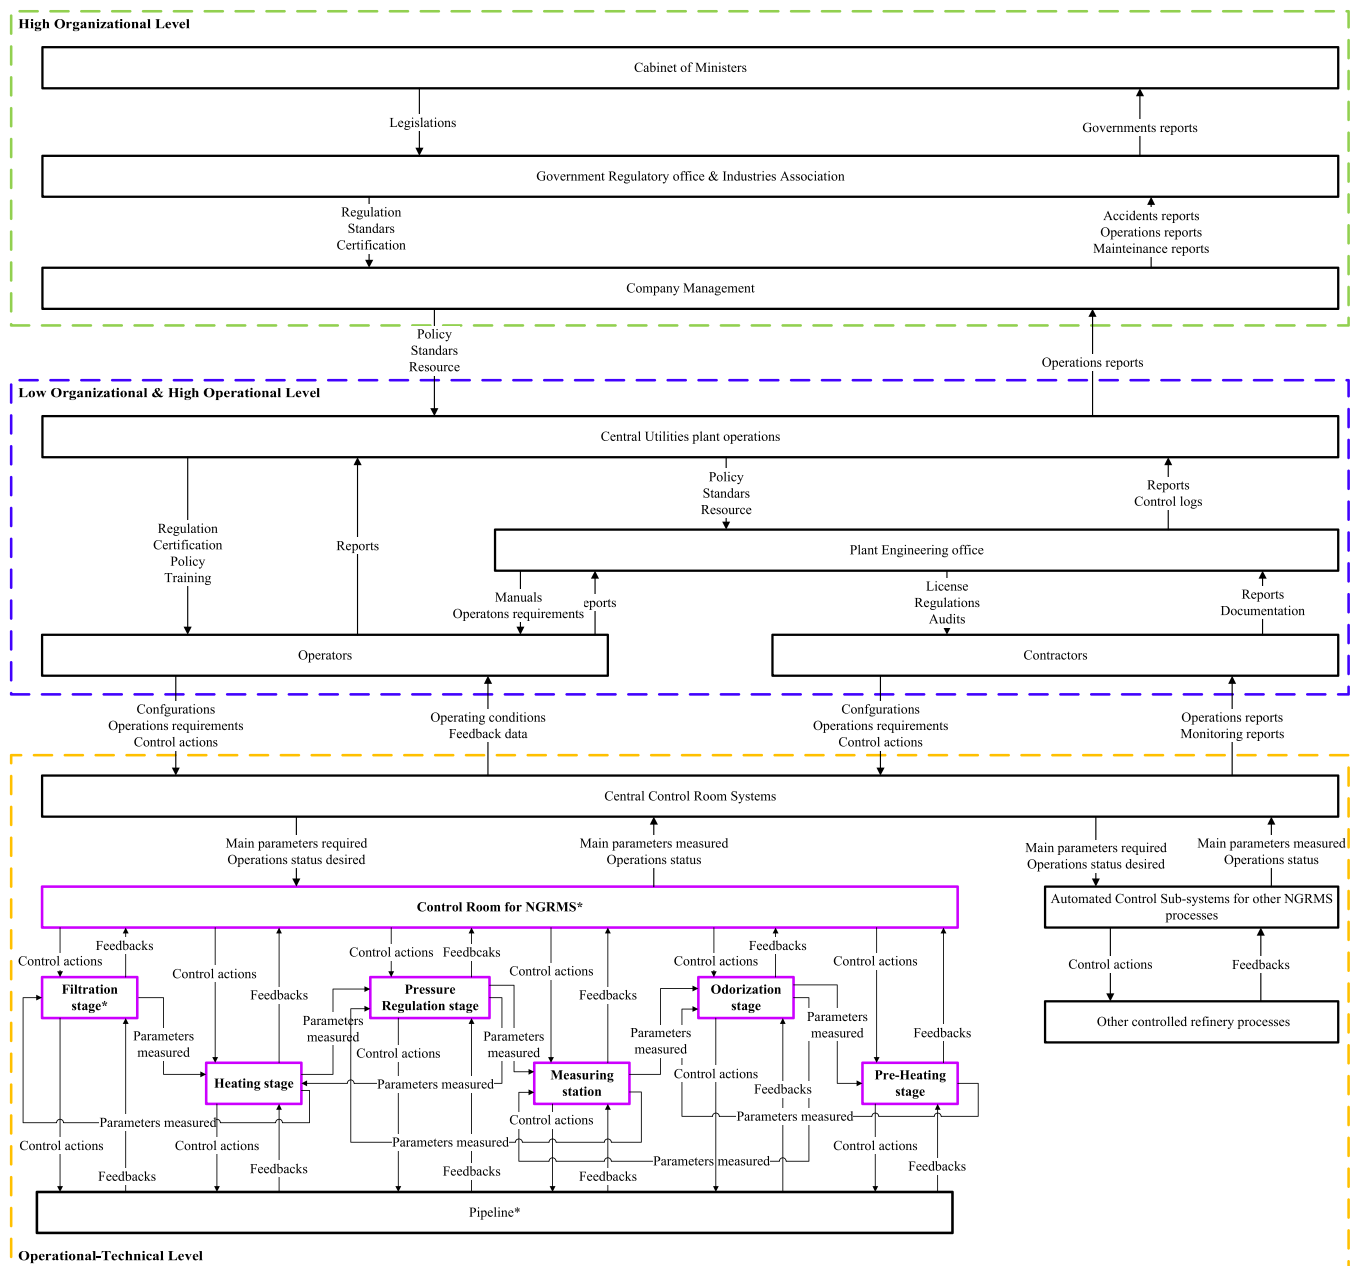 High Organizational Level
Cabinet of Ministers
Legislations
Governments reports
Government Regulatory office & Industries Association
Regulation
Standars
Certification
Accidents reports
Operations reports
Mainteinance reports
Company Management
Policy
Standars
Resource
Operations reports
Low Organizational & High Operational Level
Central Utilities plant operations
Regulation
Certification
Policy
Training
Reports
Policy
Standars
Resource
Reports
Control logs
Plant Engineering office
Manuals
Operatons requirements
eports
License
Regulations
Audits
Reports
Documentation
Operators
Contractors
Confgurations
Operations requirements
Control actions
Operating conditions
Feedback data
Confgurations
Operations requirements
Control actions
Operations reports
Monitoring reports
Central Control Room Systems
Main parameters required
Operations status desired
Main parameters measured
Operations status
Main parameters required
Operations status desired
Main parameters measured
Operations status
Control Room for NGRMS*
Automated Control Sub-systems for other NGRMS
processes
Control actions
Feedbacks
Control actions
Feedbacks
Control actions
Feedbcaks
Control actions
Feedbacks
Control actions
Feedbacks
Control actions
Feedbacks
Control actions
Feedbacks
Filtration
stage*
Pressure
Regulation stage
Odorization
stage
Other controlled refinery processes
Parameters
measured
Parameters
measured
Parameters
measured
Parameters
measured
Parameters
measured
Heating stage
Measuring
station
Pre-Heating
stage
Control actions
Parameters measured
Control actions
Feedbacks
Parameters measured
Control actions
Parameters measured
Control actions
Control actions
Parameters measured
Control actions
Parameters measured
Feedbacks
Feedbacks
Feedbacks
Feedbacks
Feedbacks
Pipeline*
Operational-Technical Level